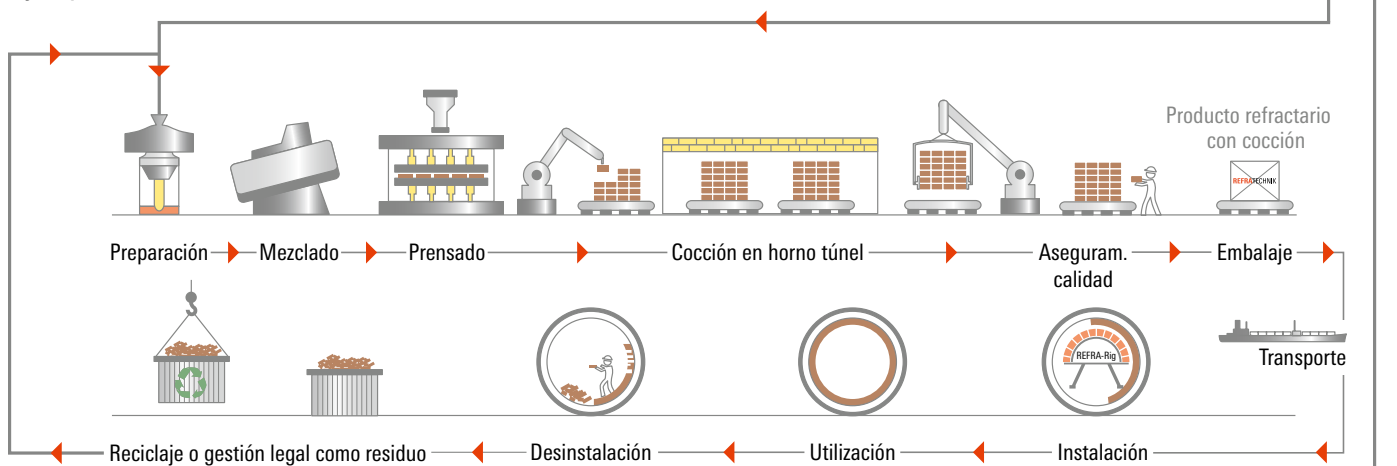 Producto refractario
con cocción
REFRATECHNIK
Preparación
Mezclado
Prensado
Cocción en horno túnel
Aseguram.
calidad
Embalaje
REFRA-Rig
Transporte
Reciclaje o gestión legal como residuo
Desinstalación
Utilización
Instalación